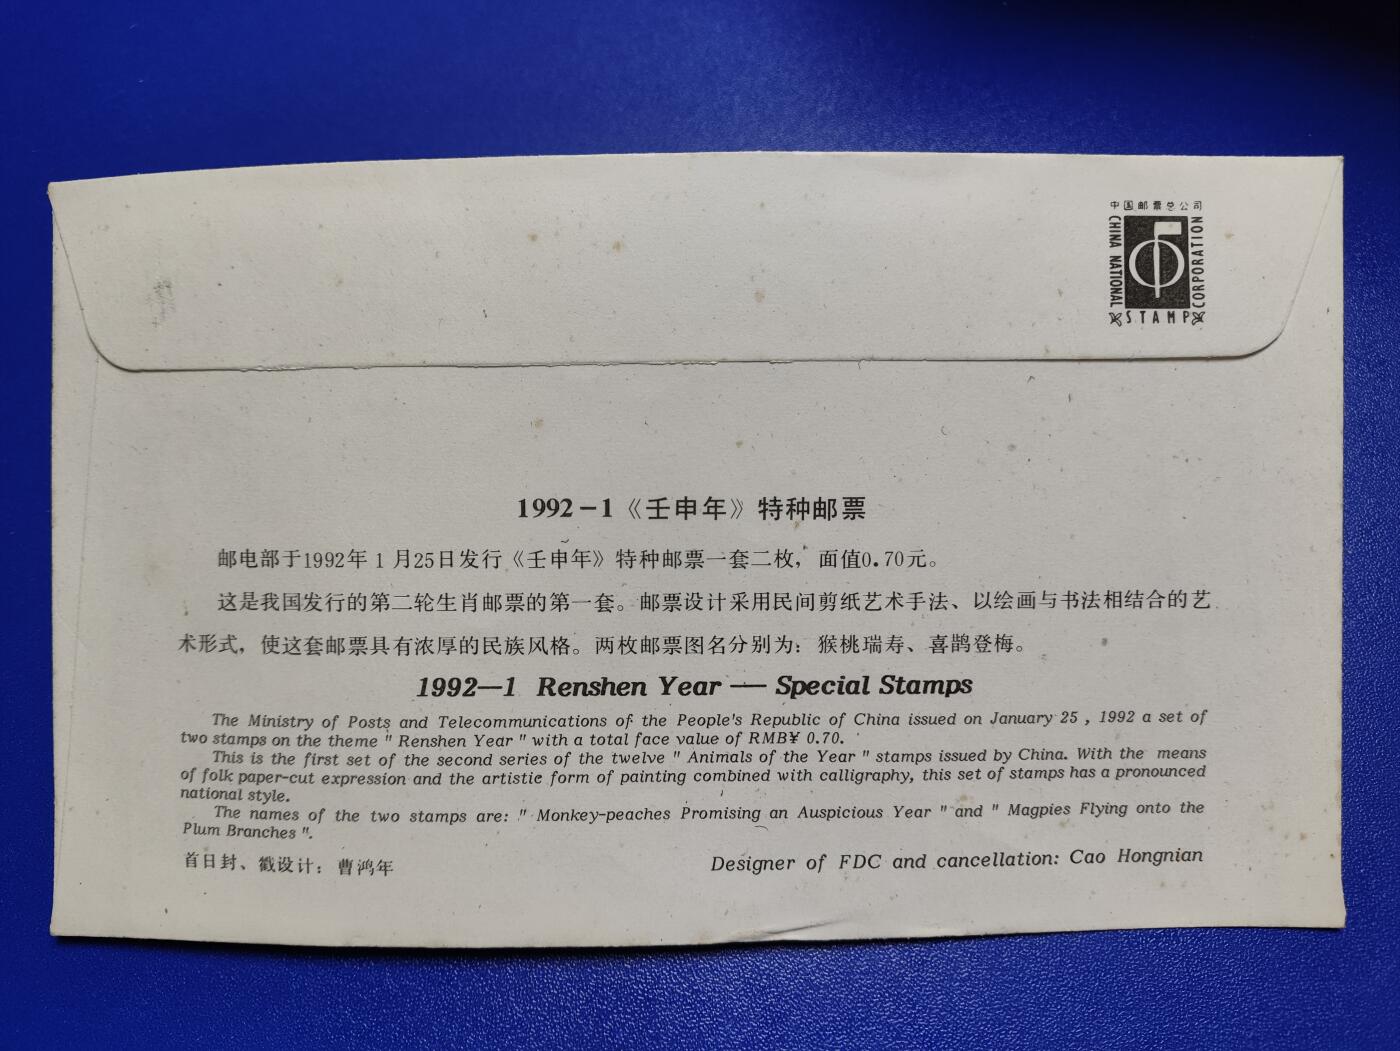 中国邮票总公司
CHINA NATIONAL
STAMP
CORPORATION
1992-1《壬申年》特种邮票
邮电部于1992年1月25日发行《壬申年》特种邮票一套二枚，面值0.70元。
这是我国发行的第二轮生肖邮票的第一套。邮票设计采用民间剪纸艺术手法、以绘画与书法相结合的艺
术形式，使这套邮票具有浓厚的民族风格。两枚邮票图名分别为：猴桃瑞寿、喜鹊登梅。
1992—1 Renshen Year — Special Stamps
The Ministry of Posts and Telecommunications of the People's Republic of China issued on January 25 , 1992 a set of
two stamps on the theme " Renshen Year " with a total face value of RMB¥ 0.70.
This is the first set of the second series of the twelve " Animals of the Year " stamps issued by China. With the means
of folk paper-cut expression and the artistic form of painting combined with calligraphy, this set of stamps has a pronounced
national style.
The names of the two stamps are: " Monkey-peaches Promising an Auspicious Year " and " Magpies Flying onto the
Plum Branches ".
首日封、戳设计：曹鸿年
Designer of FDC and cancellation: Cao Hongnian